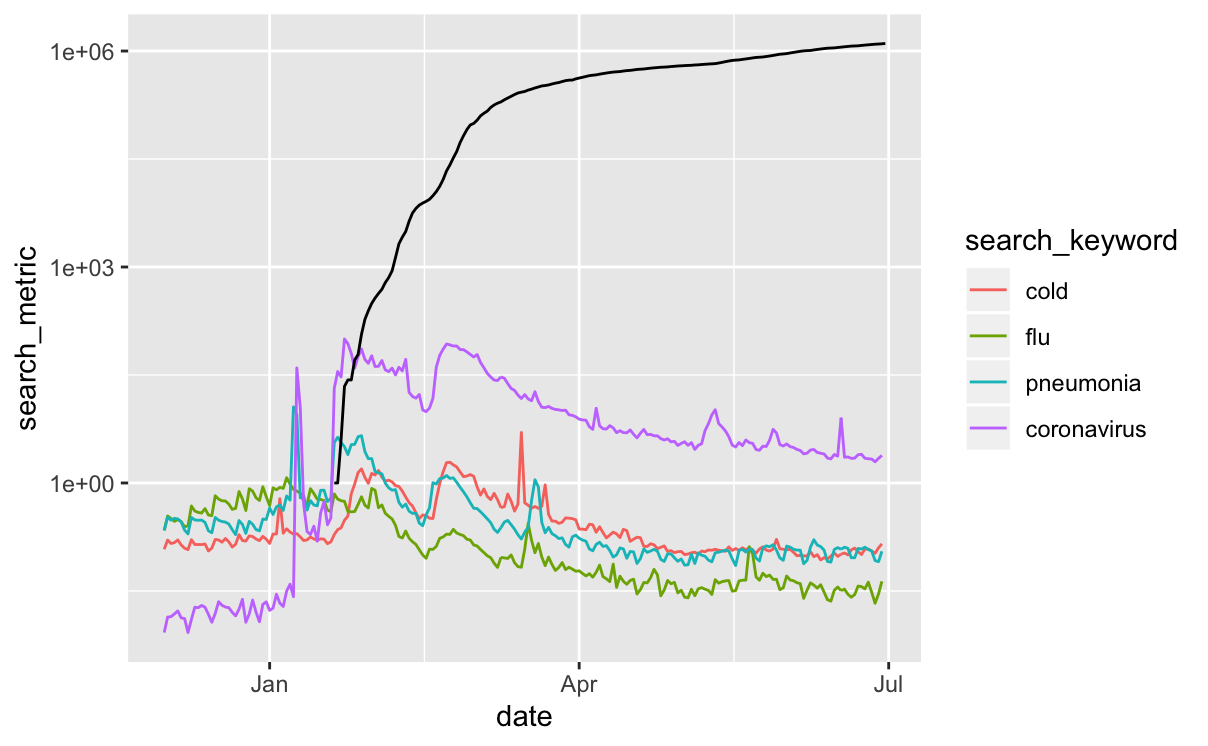 search_metric
1e+06
1e+03
1e+00
Jan
Apr
Jul
date
search_keyword
cold
flu
pneumonia
coronavirus